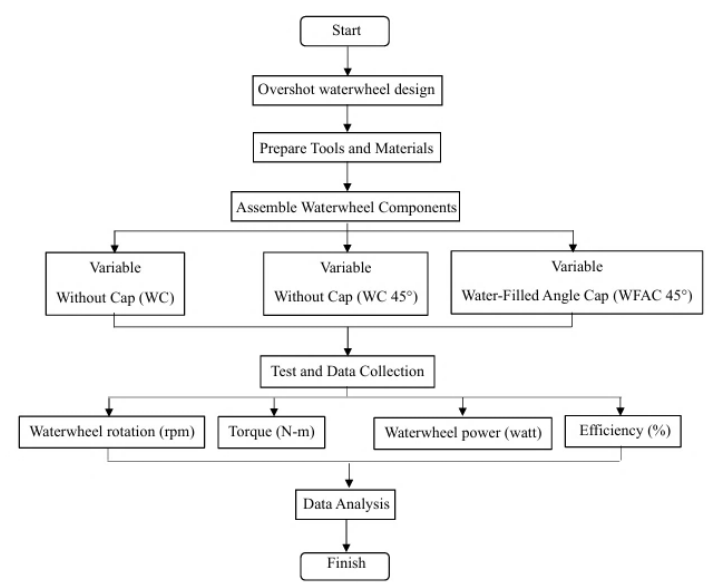 Start
Overshot waterwheel design
Prepare Tools and Materials
Assemble Waterwheel Components
Variable
Without Cap (WC)
Variable
Without Cap (WC 45°)
Variable
Water-Filled Angle Cap (WFAC 45°)
Test and Data Collection
Waterwheel rotation (rpm)
Torque (N-m)
Waterwheel power (watt)
Efficiency (%)
Data Analysis
Finish